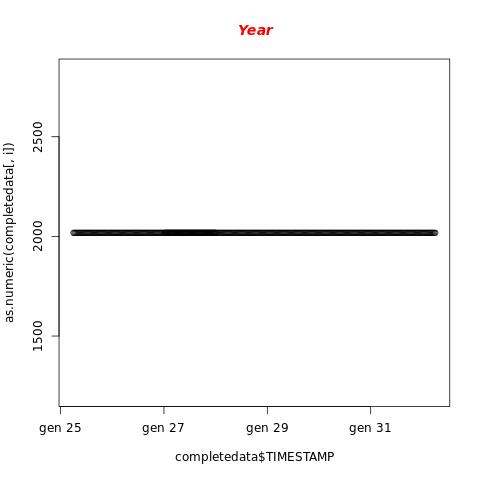 Year
as.numeric(completedata[, i])
2500
2000
1500
gen 25
gen 27
gen 29
gen 31
completedata$TIMESTAMP